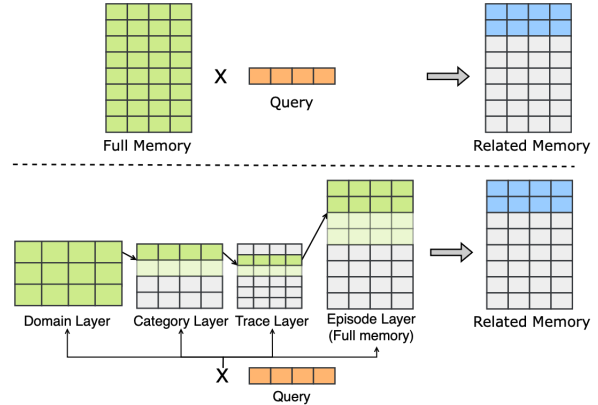 X
Query
Full Memory
Related Memory
Domain Layer
Category Layer
Trace Layer
Episode Layer
(Full memory)
Related Memory
X
Query